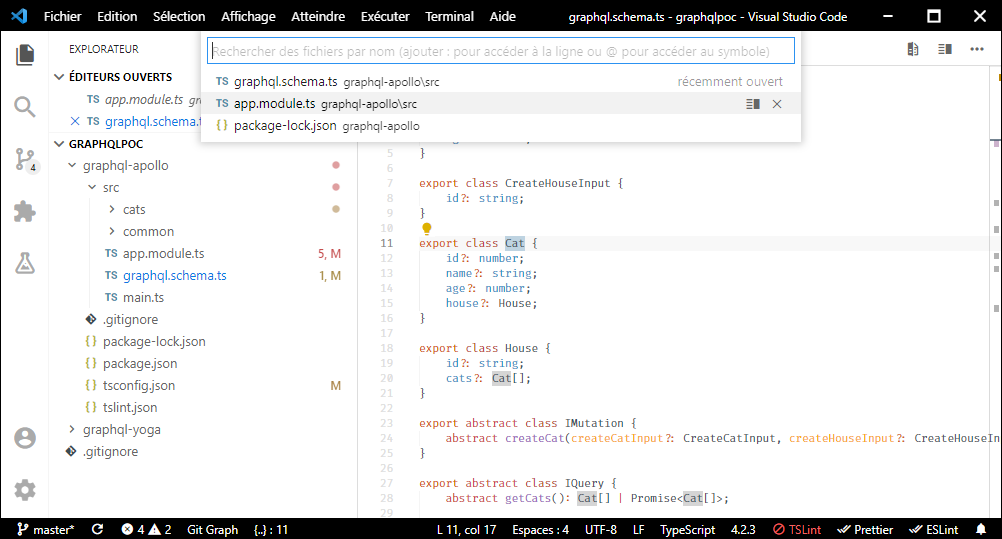 Fichier Edition Sélection Affichage Atteindre Exécuter Terminal Aide graphql.schema.ts - graphqlpoc - Visual Studio Code
EXPLORATEUR
ÉDITEURS OUVERTS
TS app.module.ts
TS graphql.schema.ts
GRAPHQLPOC
graphql-apollo
src
cats
common
TS app.module.ts 5, M
TS graphql.schema.ts 1, M
TS main.ts
.gitignore
{ } package-lock.json
{ } package.json
{ } tsconfig.json M
{ } tslint.json
graphql-yoga
.gitignore
4
Rechercher des fichiers par nom (ajouter : pour accéder à la ligne ou @ pour accéder au symbole)
TS graphql.schema.ts graphql-apollo\src récemment ouvert
TS app.module.ts graphql-apollo\src
{ } package-lock.json graphql-apollo
5 }
6
7 export class CreateHouseInput {
8 id?: string;
9 }
10
11 export class Cat {
12 id?: number;
13 name?: string;
14 age?: number;
15 house?: House;
16 }
17
18 export class House {
19 id?: string;
20 cats?: Cat[];
21 }
22
23 export abstract class IMutation {
24 abstract createCat(createCatInput?: CreateCatInput, createHouseInput?: CreateHouseIn
25 }
26
27 export abstract class IQuery {
28 abstract getCats(): Cat[] | Promise<Cat[]>;
master* 4 2 Git Graph {..} : 11 L 11, col 17 Espaces : 4 UTF-8 LF TypeScript 4.2.3 TSLint Prettier ESLint